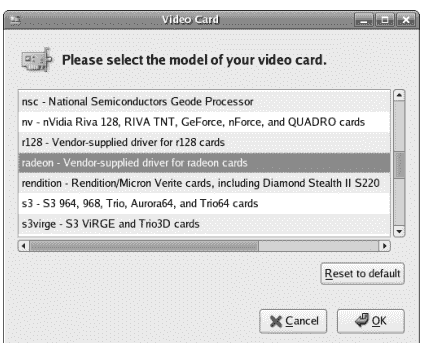 Video Card
Please select the model of your video card.
nsc - National Semiconductors Geode Processor
nv - nVidia Riva 128, RIVA TNT, GeForce, nForce, and QUADRO cards
r128 - Vendor-supplied driver for r128 cards
radeon - Vendor-supplied driver for radeon cards
rendition - Rendition/Micron Verite cards, including Diamond Stealth II S220
s3 - S3 964, 968, Trio, Aurora64, and Trio64 cards
s3virge - S3 ViRGE and Trio3D cards
Reset to default
Cancel
OK